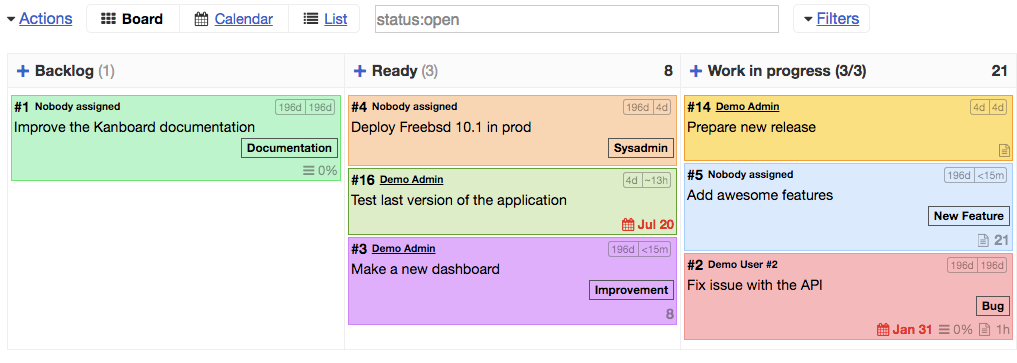 Actions Board Calendar List status:open Filters
Backlog (1)
#1 Nobody assigned 196d 196d
Improve the Kanboard documentation
Documentation
0%
Ready (3) 8
#4 Nobody assigned 196d 4d
Deploy Freebsd 10.1 in prod
Sysadmin
#16 Demo Admin 4d ~13h
Test last version of the application
Jul 20
#3 Demo Admin 196d <15m
Make a new dashboard
Improvement
8
Work in progress (3/3) 21
#14 Demo Admin 4d 4d
Prepare new release
#5 Nobody assigned 196d <15m
Add awesome features
New Feature
21
#2 Demo User #2 196d 196d
Fix issue with the API
Bug
Jan 31 0% 1h